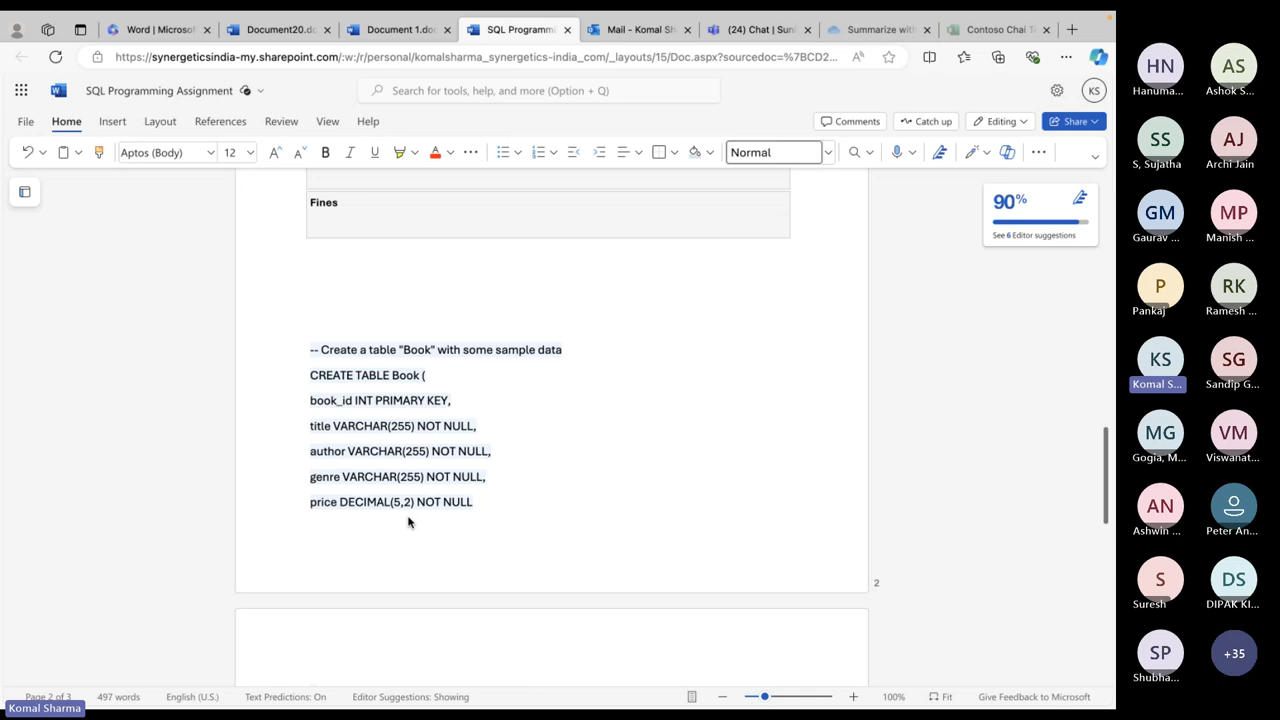 Word | Microso
Document20.dc
Document 1.doc
SQL Programmi
Mail - Komal Sh
(24) Chat | Suni
Summarize with
Contoso Chai T
https://synergeticsindia-my.sharepoint.com/:w:/r/personal/komalsharma_synergetics-india_com/_layouts/15/Doc.aspx?sourcedoc=%7BCD2...
SQL Programming Assignment
Search for tools, help, and more (Option + Q)
KS
File Home Insert Layout References Review View Help
Comments
Catch up
Editing
Share
Aptos (Body)
12
B I U
Normal
Fines
90%
See 6 Editor suggestions
-- Create a table "Book" with some sample data
CREATE TABLE Book (
book_id INT PRIMARY KEY,
title VARCHAR(255) NOT NULL,
author VARCHAR(255) NOT NULL,
genre VARCHAR(255) NOT NULL,
price DECIMAL(5,2) NOT NULL
2
Page 2 of 3
497 words
English (U.S.)
Text Predictions: On
Editor Suggestions: Showing
100%
Fit
Give Feedback to Microsoft
Komal Sharma
HN
Hanuma...
AS
Ashok S...
SS
S, Sujatha
AJ
Archi Jain
GM
Gaurav ...
MP
Manish ...
P
Pankaj
RK
Ramesh ...
KS
Komal S...
SG
Sandip G...
MG
Gogia, M...
VM
Viswanat...
AN
Ashwin ...
Peter An...
S
Suresh
DS
DIPAK KI...
SP
Shubha...
+35